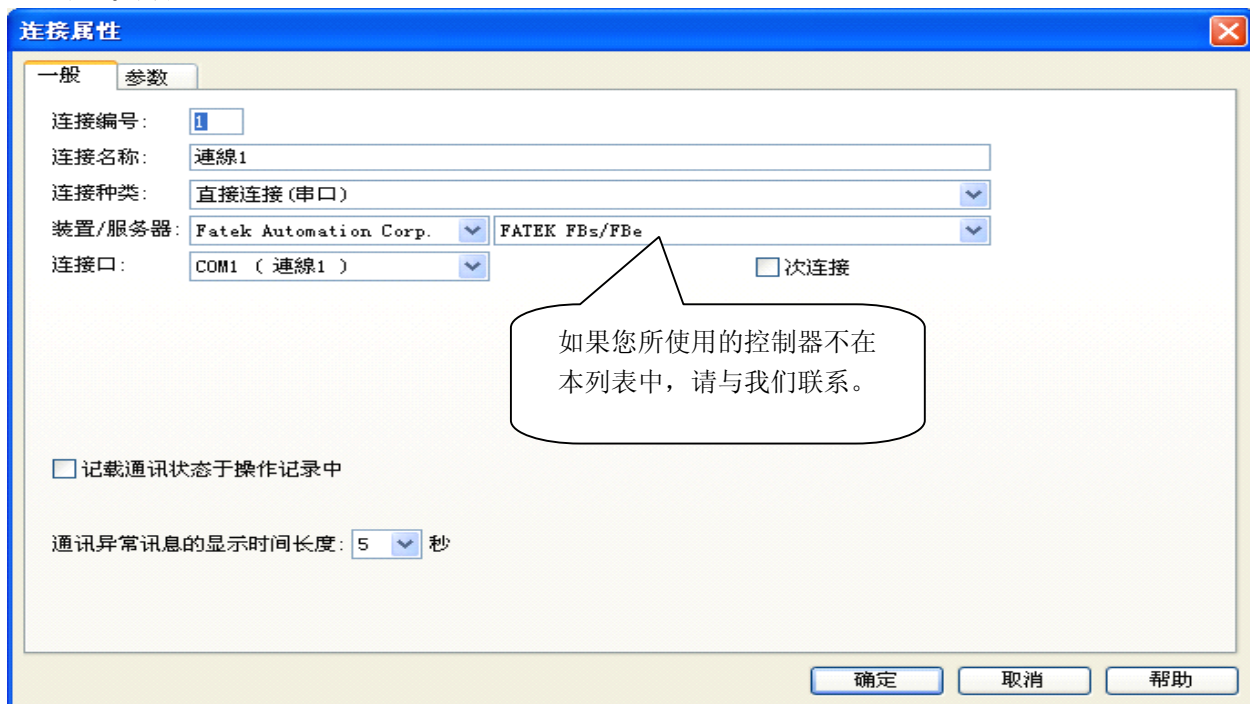 连接属性
一般 参数
连接编号: 1
连接名称: 連線1
连接种类: 直接连接(串口)
装置/服务器: Fatek Automation Corp. FATEK FBs/FBe
连接口: COM1 ( 連線1 ) 次连接
如果您所使用的控制器不在
本列表中，请与我们联系。
记载通讯状态于操作记录中
通讯异常讯息的显示时间长度: 5 秒
确定 取消 帮助